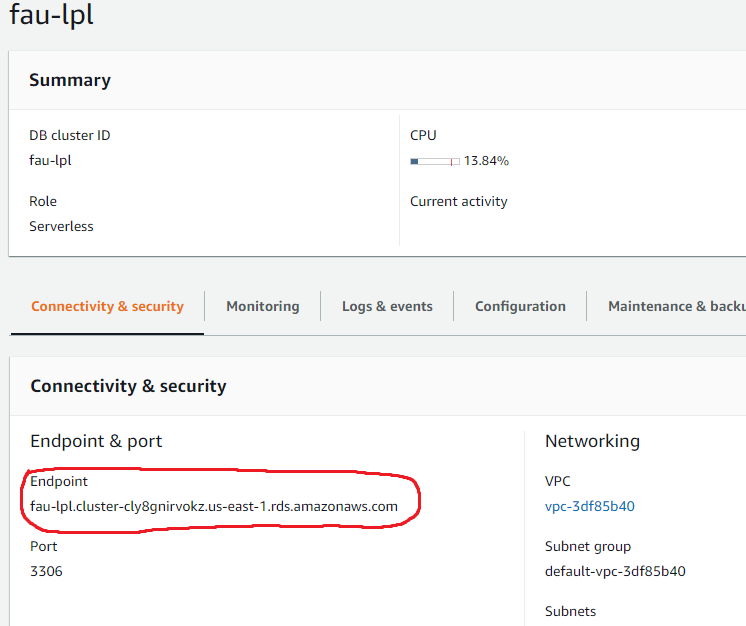 fau-lpl
Summary
DB cluster ID
fau-lpl
Role
Serverless
CPU
13.84%
Current activity
Connectivity & security Monitoring Logs & events Configuration Maintenance & backu
Connectivity & security
Endpoint & port
Endpoint
fau-lpl.cluster-cly8gnirvokz.us-east-1.rds.amazonaws.com
Port
3306
Networking
VPC
vpc-3df85b40
Subnet group
default-vpc-3df85b40
Subnets